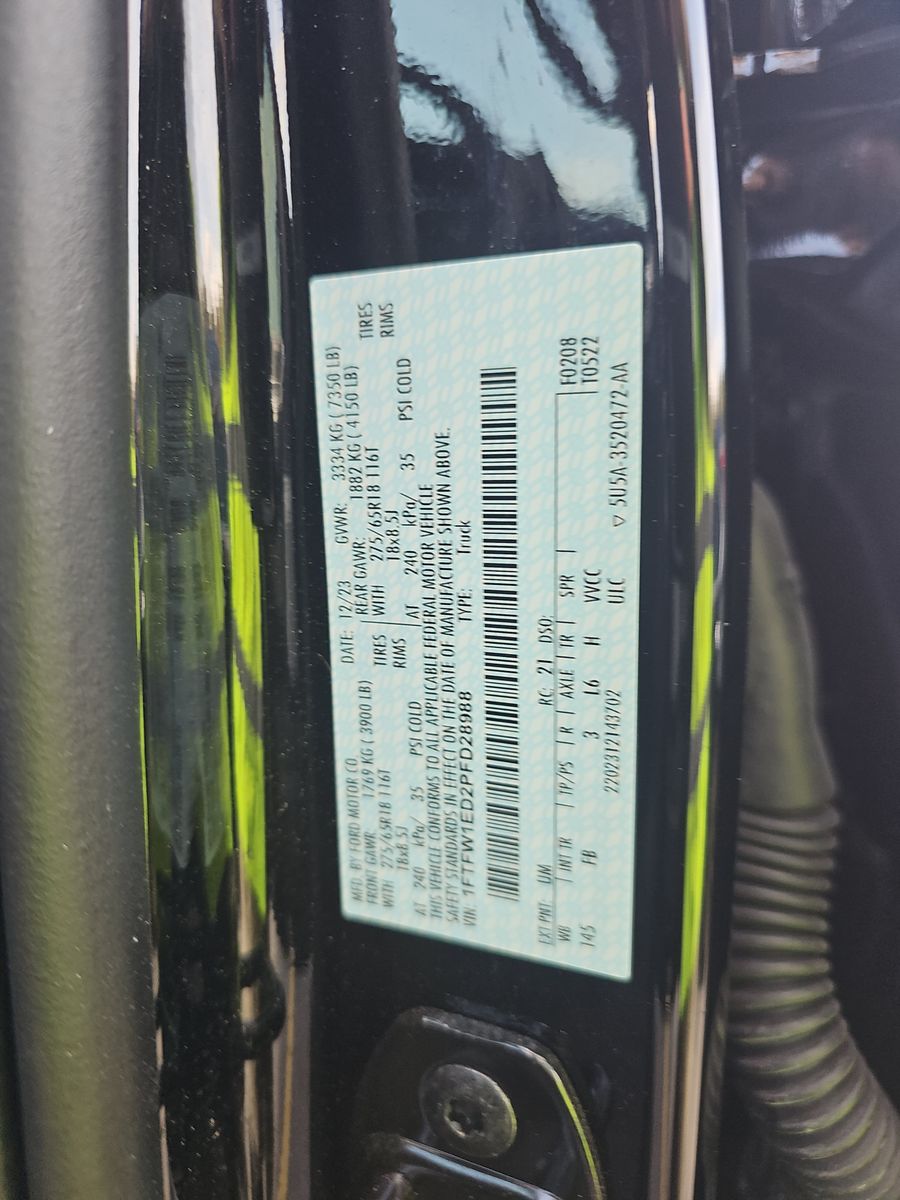 MFD. BY FORD MOTOR CO.
DATE: 12/23 GVWR: 3334 KG ( 7350 LB)
FRONT GAWR: 1769 KG ( 3900 LB) REAR GAWR: 1882 KG ( 4150 LB)
WITH 275/65R18 116T TIRES WITH 275/65R18 116T TIRES
18x8.5J RIMS 18x8.5J RIMS
AT 240 kPa/ 35 PSI COLD AT 240 kPa/ 35 PSI COLD
THIS VEHICLE CONFORMS TO ALL APPLICABLE FEDERAL MOTOR VEHICLE
SAFETY STANDARDS IN EFFECT ON THE DATE OF MANUFACTURE SHOWN ABOVE.
VIN: 1FTFW1ED2PFD28988 TYPE: Truck
EXT PNT: UM RC: 21 DSO: F0208
WB INT TR TP/PS R AXLE TR SPR T0522
145 FB 3 L6 H WCC
2202312143702 ULC ▽ 5U5A-3520472-AA